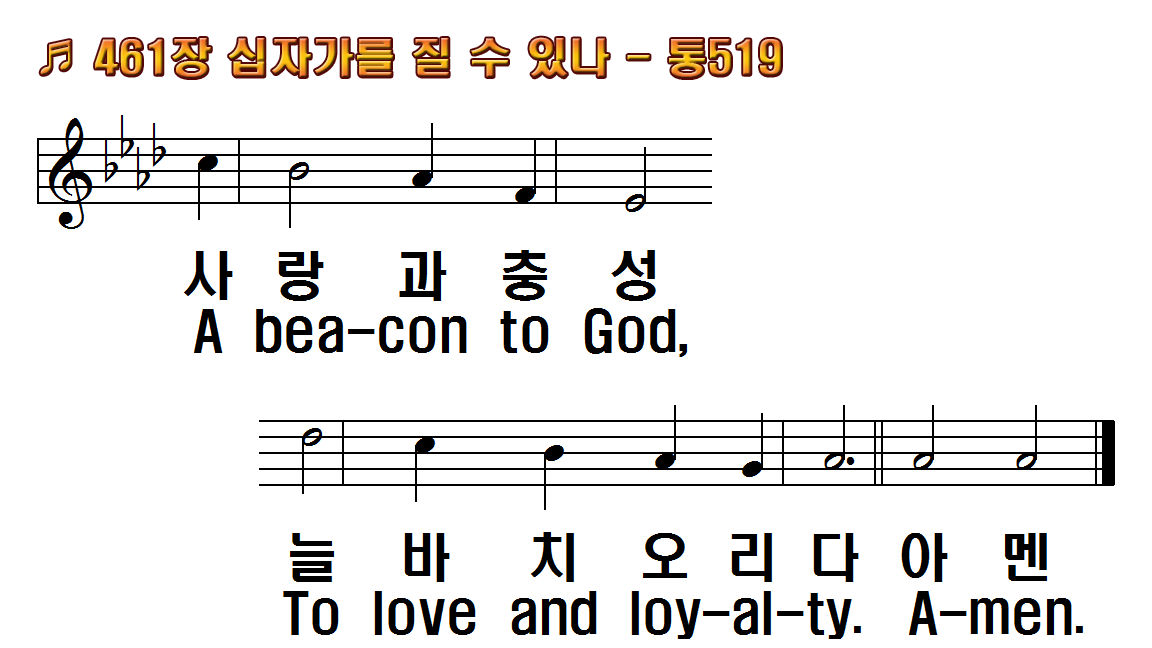 ♬ 461장 십자가를 질 수 있나 - 통519
사 랑 과 충 성
A bea-con to God,
늘 바 치 오 리 다 아 멘
To love and loy-al-ty. A-men.